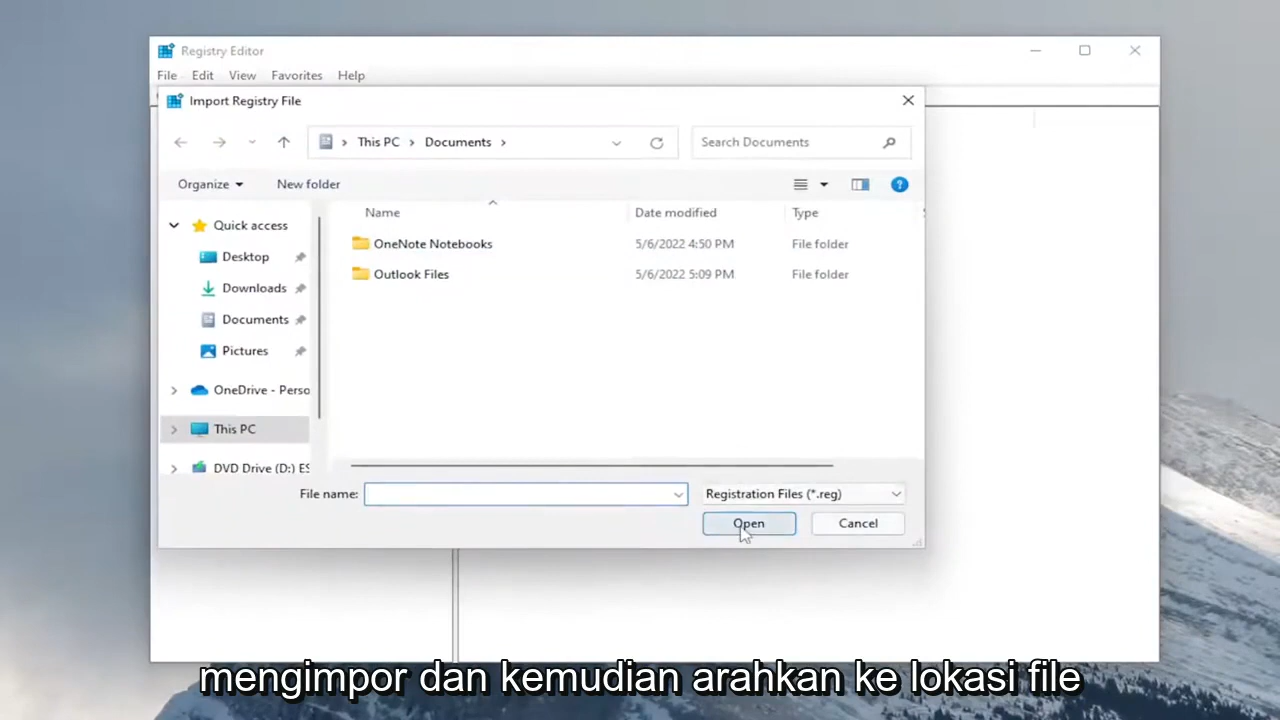 Registry Editor
File Edit View Favorites Help
Import Registry File
This PC Documents
Search Documents
Organize New folder
Name Date modified Type
Quick access
Desktop
Downloads
Documents
Pictures
OneDrive - Perso
This PC
DVD Drive (D:) ES
OneNote Notebooks 5/6/2022 4:50 PM File folder
Outlook Files 5/6/2022 5:09 PM File folder
File name: Registration Files (*.reg)
Open Cancel
mengimpor dan kemudian arahkan ke lokasi file